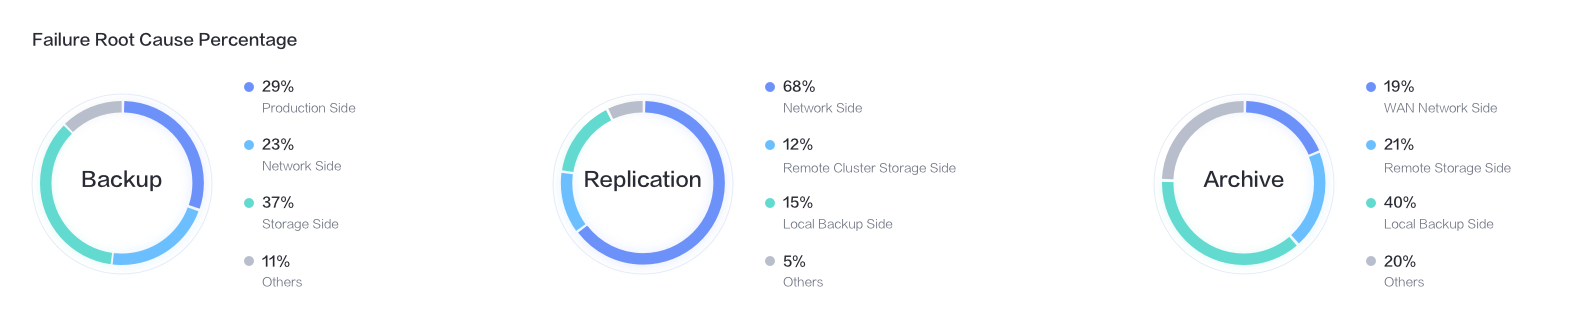 Failure Root Cause Percentage
Backup
29%
Production Side
23%
Network Side
37%
Storage Side
11%
Others
Replication
68%
Network Side
12%
Remote Cluster Storage Side
15%
Local Backup Side
5%
Others
Archive
19%
WAN Network Side
21%
Remote Storage Side
40%
Local Backup Side
20%
Others